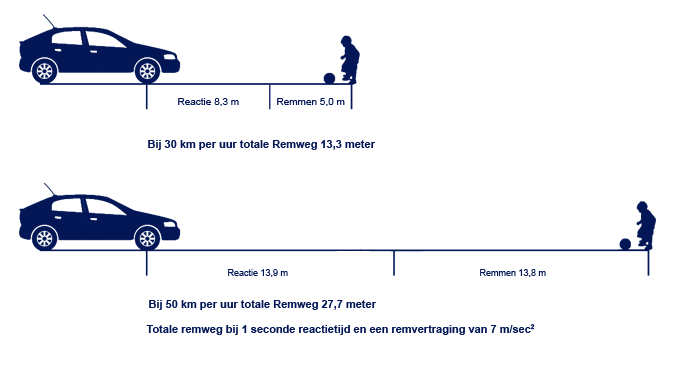 Reactie 8,3 m
Remmen 5,0 m
Bij 30 km per uur totale Remweg 13,3 meter
Reactie 13,9 m
Remmen 13,8 m
Bij 50 km per uur totale Remweg 27,7 meter
Totale remweg bij 1 seconde reactietijd en een remvertraging van 7 m/sec²